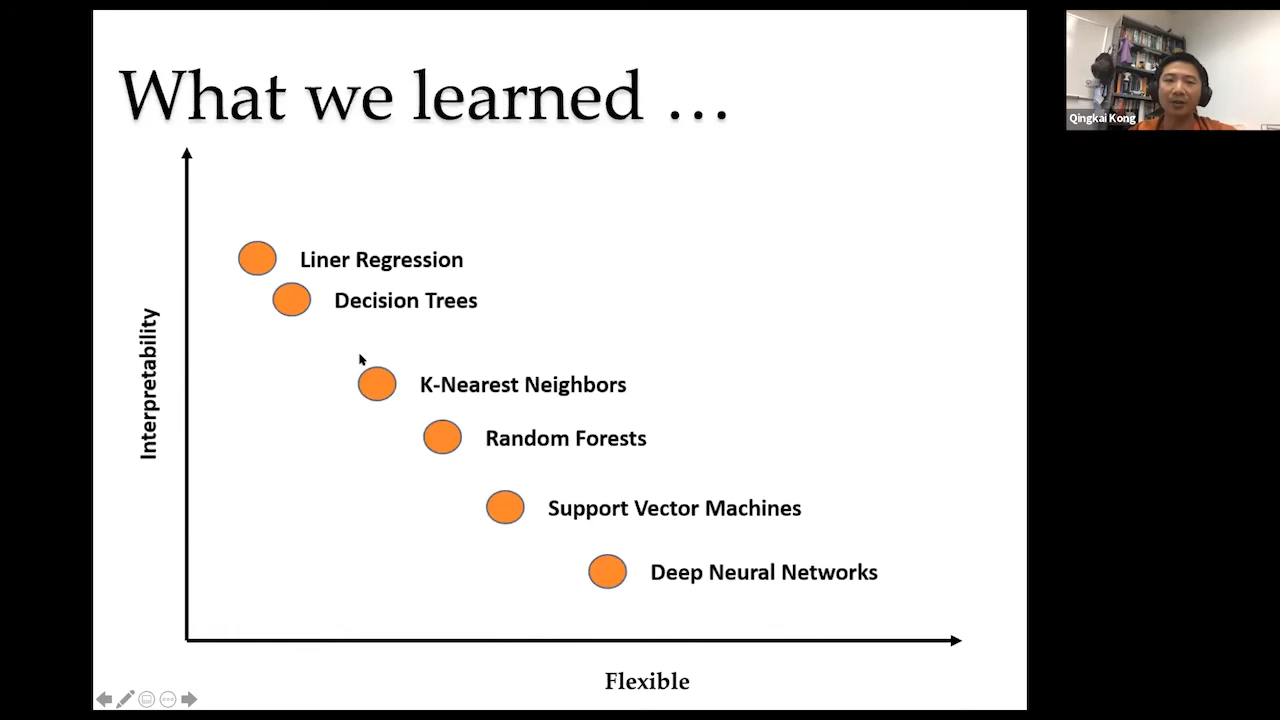 What we learned …
Qingkai Kong
Liner Regression
Decision Trees
Interpretability
K-Nearest Neighbors
Random Forests
Support Vector Machines
Deep Neural Networks
Flexible